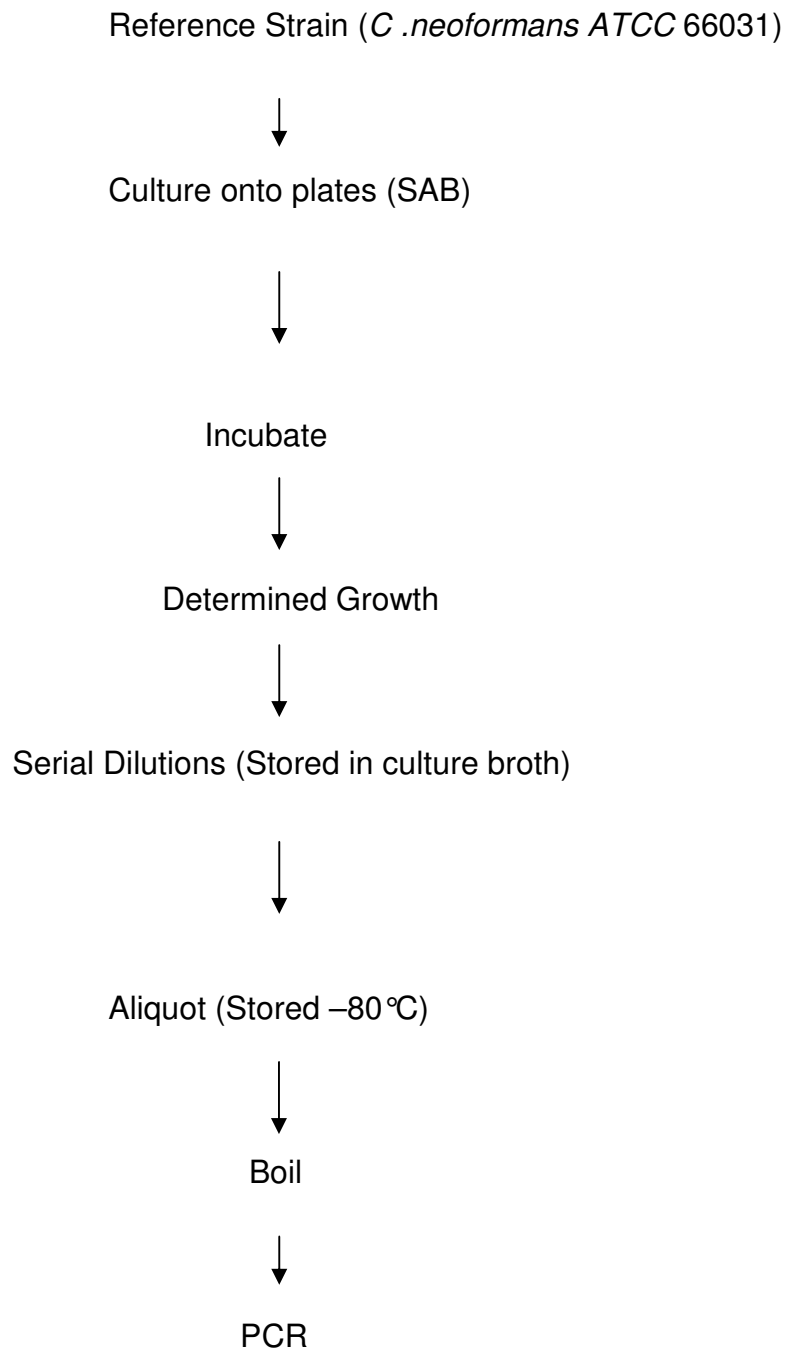 Reference Strain (C .neoformans ATCC 66031)
Culture onto plates (SAB)
Incubate
Determined Growth
Serial Dilutions (Stored in culture broth)
Aliquot (Stored –80°C)
Boil
PCR